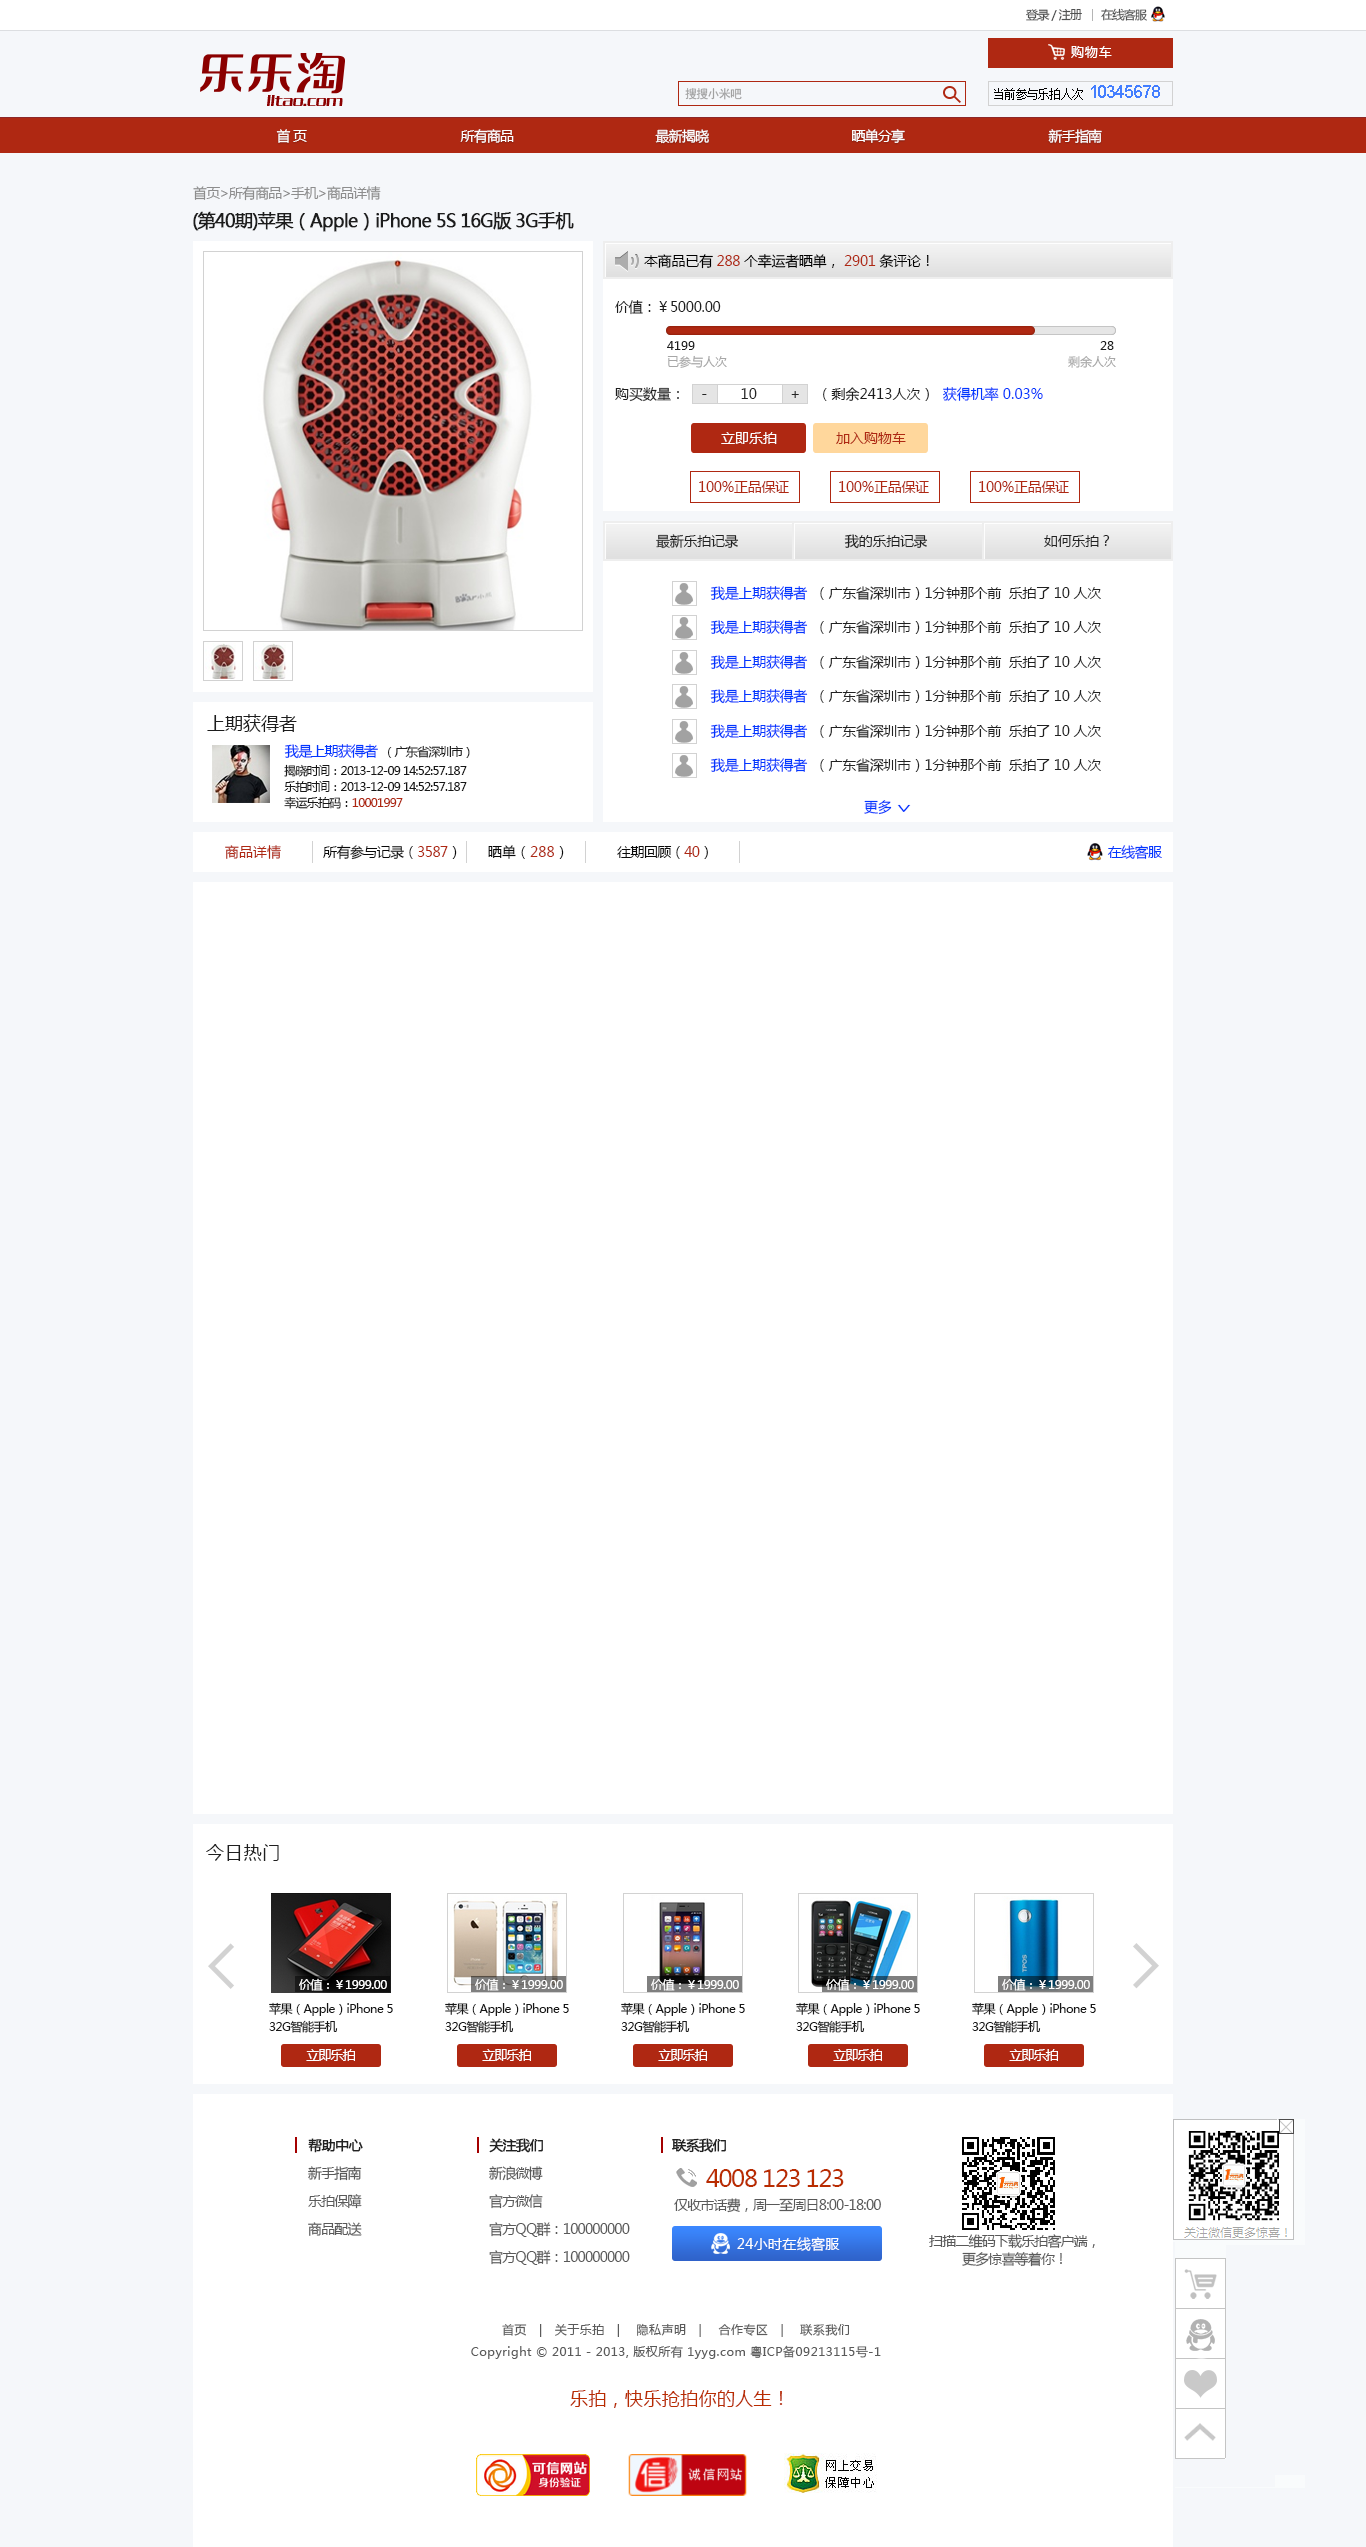 登录 / 注册 | 在线客服
购物车
乐乐淘
lltao.com
搜搜小米吧
当前参与乐拍人次 10345678
首 页 所有商品 最新揭晓 晒单分享 新手指南
首页>所有商品>手机>商品详情
(第40期)苹果（Apple）iPhone 5S 16G版 3G手机
本商品已有 288 个幸运者晒单， 2901 条评论！
价值：￥5000.00
4199 28
已参与人次 剩余人次
购买数量： - 10 + （剩余2413人次） 获得机率 0.03%
立即乐拍 加入购物车
100%正品保证 100%正品保证 100%正品保证
最新乐拍记录 我的乐拍记录 如何乐拍？
我是上期获得者 （广东省深圳市）1分钟那个前 乐拍了 10 人次
我是上期获得者 （广东省深圳市）1分钟那个前 乐拍了 10 人次
我是上期获得者 （广东省深圳市）1分钟那个前 乐拍了 10 人次
我是上期获得者 （广东省深圳市）1分钟那个前 乐拍了 10 人次
我是上期获得者 （广东省深圳市）1分钟那个前 乐拍了 10 人次
我是上期获得者 （广东省深圳市）1分钟那个前 乐拍了 10 人次
更多
上期获得者
我是上期获得者 （广东省深圳市）
揭晓时间：2013-12-09 14:52:57.187
乐拍时间：2013-12-09 14:52:57.187
幸运乐拍码：10001997
商品详情 所有参与记录（3587） 晒单（288） 往期回顾（40） 在线客服
今日热门
价值：￥1999.00 价值：￥1999.00 价值：￥1999.00 价值：￥1999.00 价值：￥1999.00
苹果（Apple）iPhone 5 苹果（Apple）iPhone 5 苹果（Apple）iPhone 5 苹果（Apple）iPhone 5 苹果（Apple）iPhone 5
32G智能手机 32G智能手机 32G智能手机 32G智能手机 32G智能手机
立即乐拍 立即乐拍 立即乐拍 立即乐拍 立即乐拍
帮助中心
新手指南
乐拍保障
商品配送
关注我们
新浪微博
官方微信
官方QQ群：100000000
官方QQ群：100000000
联系我们
4008 123 123
仅收市话费，周一至周日8:00-18:00
24小时在线客服
扫描二维码下载乐拍客户端，
更多惊喜等着你！
关注微信更多惊喜！
首页 | 关于乐拍 | 隐私声明 | 合作专区 | 联系我们
Copyright © 2011 - 2013, 版权所有 1yyg.com 粤ICP备09213115号-1
乐拍，快乐抢拍你的人生！
可信网站
身份验证
信 诚信网站
网上交易
保障中心